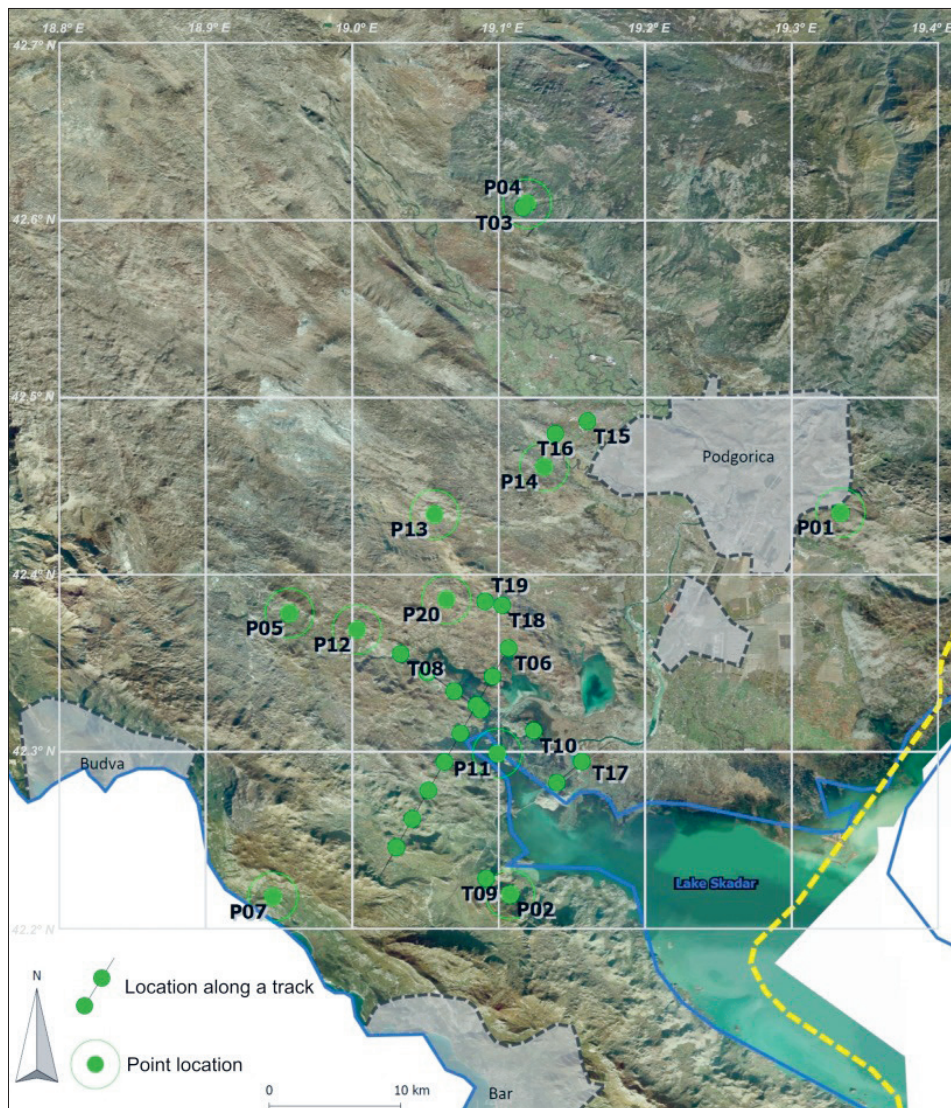 18.8° E 18.9° E 19.0° E 19.1° E 19.2° E 19.3° E 19.4° E
42.7° N
P04
42.6° N
T03
42.5° N
T15
T16
Podgorica
P14
P13
P01
42.4° N
T19
P20
T18
P05
P12
T06
T08
42.3° N
T10
Budva
P11
T17
Lake Skadar
T09
P07
P02
42.2° N
N
Location along a track
Point location
0 10 km
Bar